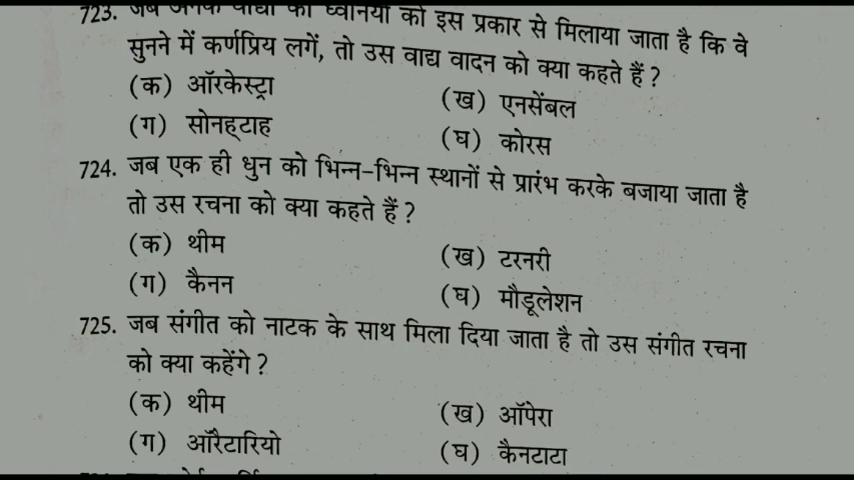 723. जब अनेक वाद्यों की ध्वनियों को इस प्रकार से मिलाया जाता है कि वे
सुनने में कर्णप्रिय लगें, तो उस वाद्य वादन को क्या कहते हैं ?
(क) ऑरकेस्ट्रा
(ख) एनसेंबल
(ग) सोनह्टाह
(घ) कोरस
724. जब एक ही धुन को भिन्न-भिन्न स्थानों से प्रारंभ करके बजाया जाता है
तो उस रचना को क्या कहते हैं ?
(क) थीम
(ख) टरनरी
(ग) कैनन
(घ) मौडूलेशन
725. जब संगीत को नाटक के साथ मिला दिया जाता है तो उस संगीत रचना
को क्या कहेंगे ?
(क) थीम
(ख) ऑपेरा
(ग) ऑरैटारियो
(घ) कैनटाटा